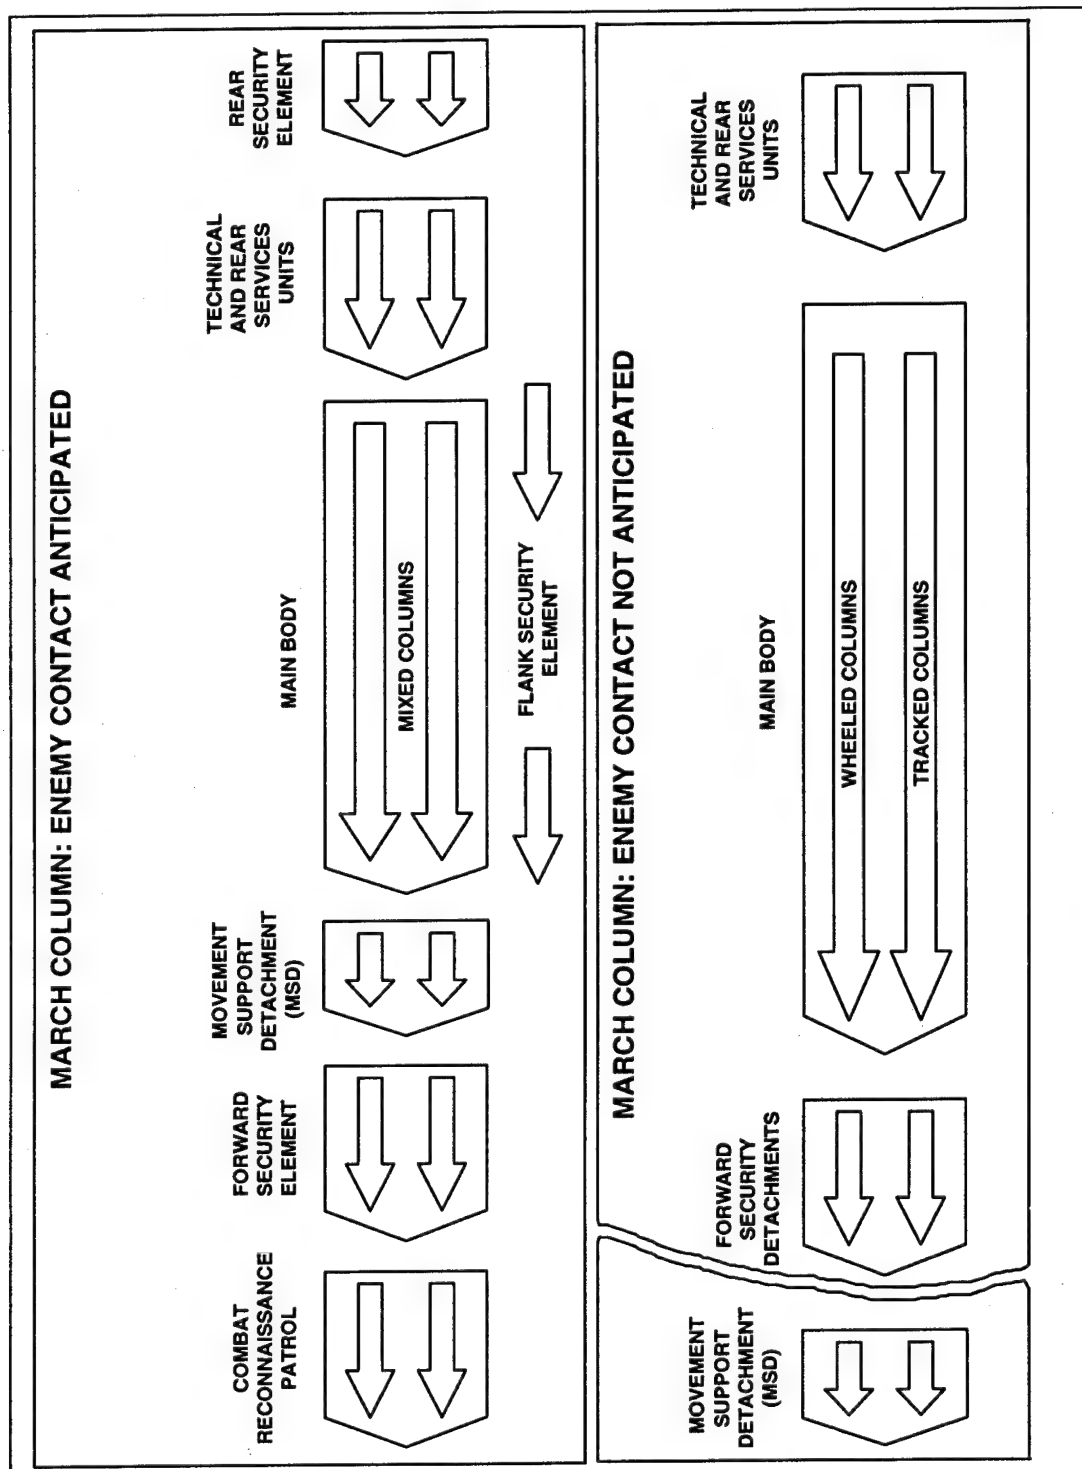 MARCH COLUMN: ENEMY CONTACT ANTICIPATED
COMBAT
RECONNAISSANCE
PATROL
FORWARD
SECURITY
ELEMENT
MOVEMENT
SUPPORT
DETACHMENT
(MSD)
MAIN BODY
MIXED COLUMNS
FLANK SECURITY
ELEMENT
TECHNICAL
AND REAR
SERVICES
UNITS
REAR
SECURITY
ELEMENT
MARCH COLUMN: ENEMY CONTACT NOT ANTICIPATED
MOVEMENT
SUPPORT
DETACHMENT
(MSD)
FORWARD
SECURITY
DETACHMENTS
MAIN BODY
WHEELED COLUMNS
TRACKED COLUMNS
TECHNICAL
AND REAR
SERVICES
UNITS